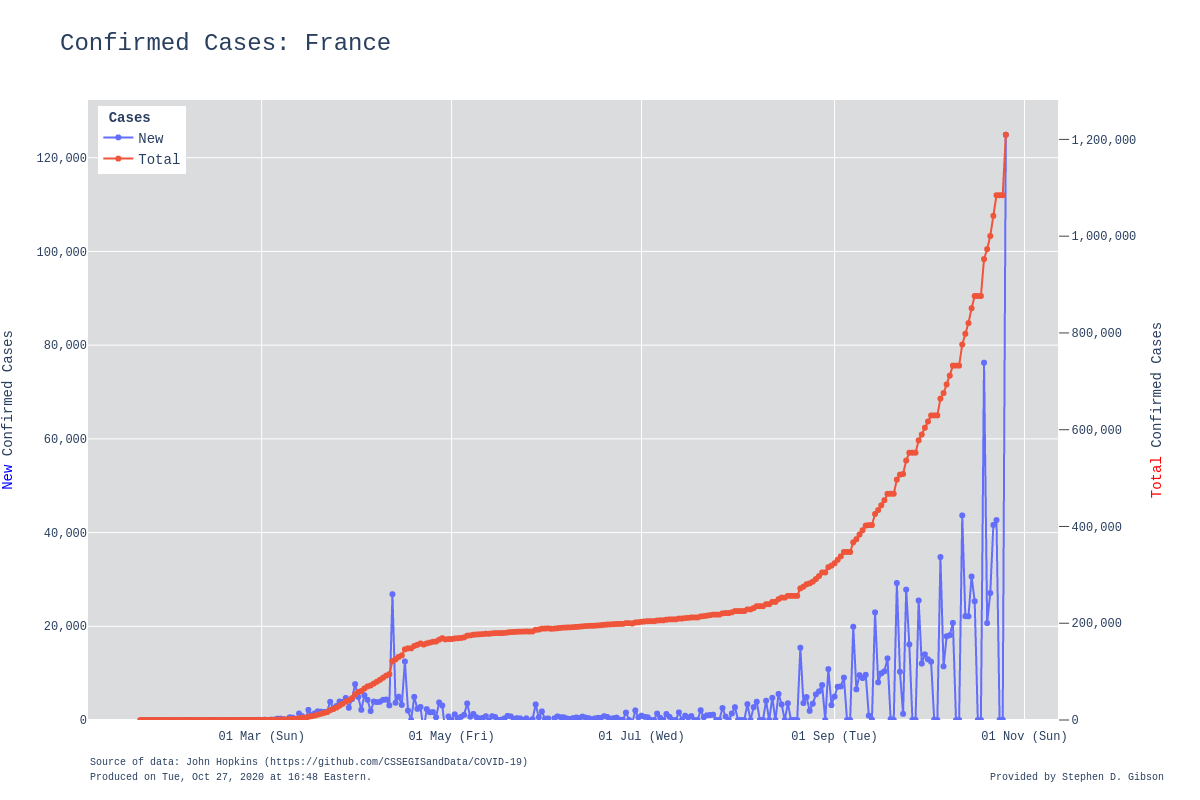 Confirmed Cases: France
Cases
New
Total
120,000
100,000
80,000
60,000
40,000
20,000
0
New Confirmed Cases
1,200,000
1,000,000
800,000
600,000
400,000
200,000
0
Total Confirmed Cases
01 Mar (Sun)
01 May (Fri)
01 Jul (Wed)
01 Sep (Tue)
01 Nov (Sun)
Source of data: John Hopkins (https://github.com/CSSEGISandData/COVID-19)
Produced on Tue, Oct 27, 2020 at 16:48 Eastern.
Provided by Stephen D. Gibson